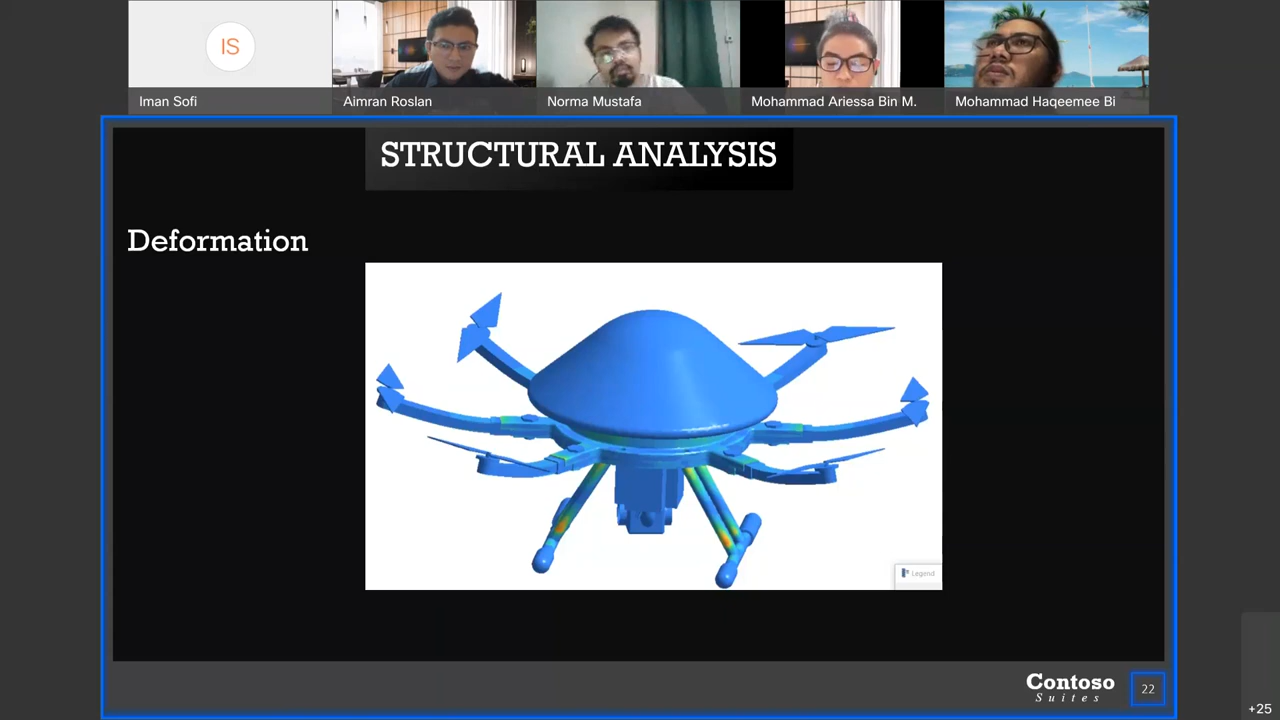 IS
Iman Sofi
Aimran Roslan
Norma Mustafa
Mohammad Ariessa Bin M.
Mohammad Haqeemee Bi
STRUCTURAL ANALYSIS
Deformation
Legend
Contoso
Suites
22
+25